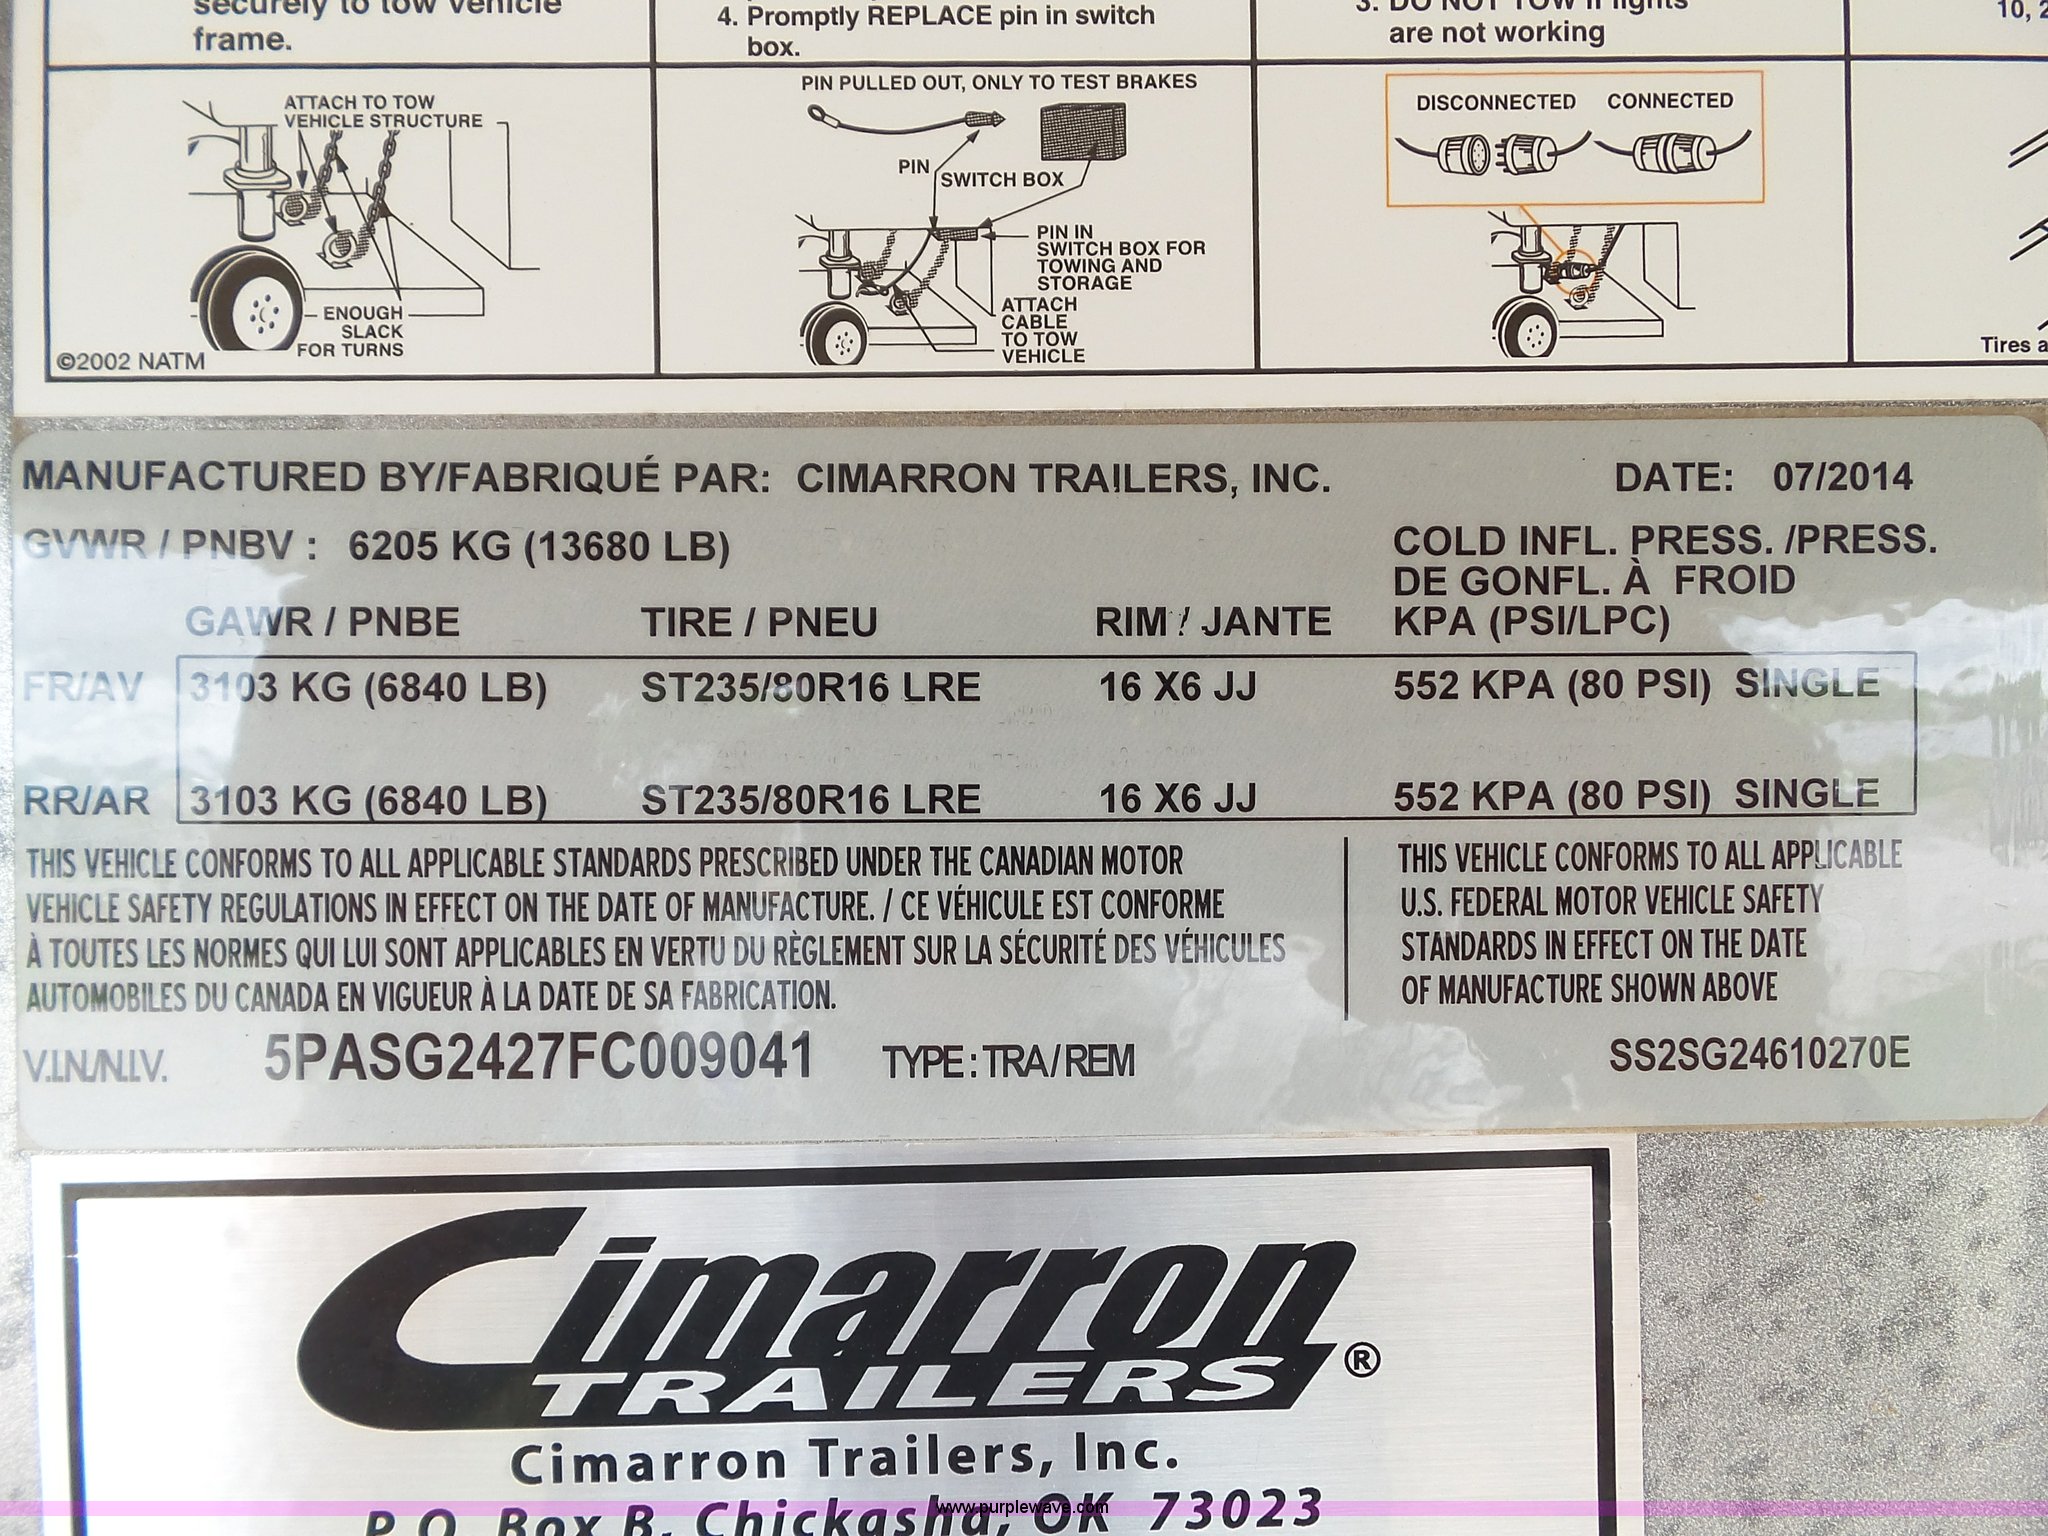 securely to tow vehicle
frame.
4. Promptly REPLACE pin in switch
box.
3. DO NOT TOW if lights
are not working
10, 2
ATTACH TO TOW
VEHICLE STRUCTURE
ENOUGH
SLACK
FOR TURNS
©2002 NATM
PIN PULLED OUT, ONLY TO TEST BRAKES
PIN
SWITCH BOX
PIN IN
SWITCH BOX FOR
TOWING AND
STORAGE
ATTACH
CABLE
TO TOW
VEHICLE
DISCONNECTED CONNECTED
Tires a
MANUFACTURED BY/FABRIQUÉ PAR: CIMARRON TRAILERS, INC. DATE: 07/2014
GVWR / PNBV : 6205 KG (13680 LB)
COLD INFL. PRESS. /PRESS.
DE GONFL. À FROID
GAWR / PNBE TIRE / PNEU RIM / JANTE KPA (PSI/LPC)
FR/AV 3103 KG (6840 LB) ST235/80R16 LRE 16 X6 JJ 552 KPA (80 PSI) SINGLE
RR/AR 3103 KG (6840 LB) ST235/80R16 LRE 16 X6 JJ 552 KPA (80 PSI) SINGLE
THIS VEHICLE CONFORMS TO ALL APPLICABLE STANDARDS PRESCRIBED UNDER THE CANADIAN MOTOR
VEHICLE SAFETY REGULATIONS IN EFFECT ON THE DATE OF MANUFACTURE. / CE VÉHICULE EST CONFORME
À TOUTES LES NORMES QUI LUI SONT APPLICABLES EN VERTU DU RÈGLEMENT SUR LA SÉCURITÉ DES VÉHICULES
AUTOMOBILES DU CANADA EN VIGUEUR À LA DATE DE SA FABRICATION.
THIS VEHICLE CONFORMS TO ALL APPLICABLE
U.S. FEDERAL MOTOR VEHICLE SAFETY
STANDARDS IN EFFECT ON THE DATE
OF MANUFACTURE SHOWN ABOVE
V.I.N./N.I.V. 5PASG2427FC009041 TYPE: TRA/REM SS2SG24610270E
Cimarron
TRAILERS®
Cimarron Trailers, Inc.
P.O. Box B, Chickasha, OK 73023
www.purplewave.com